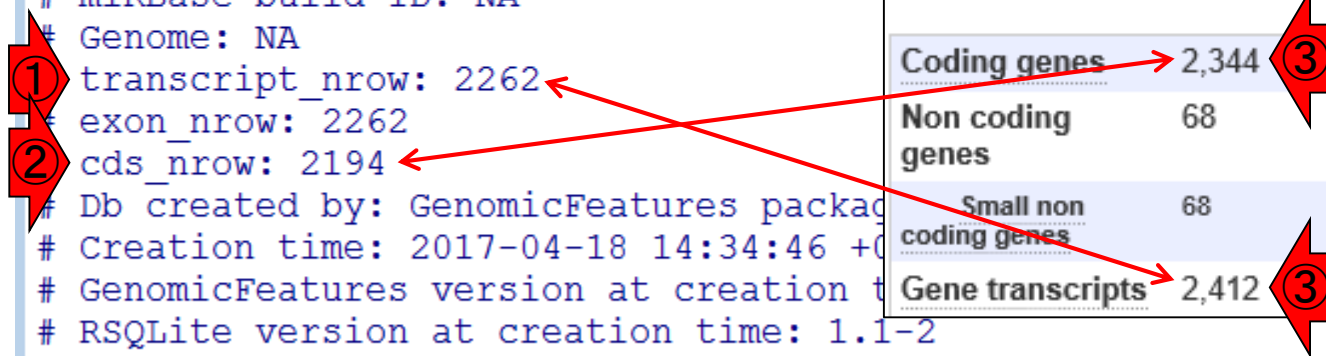 # miRBase build ID: NA
# Genome: NA
① transcript_nrow: 2262
# exon_nrow: 2262
② cds_nrow: 2194
# Db created by: GenomicFeatures packag
# Creation time: 2017-04-18 14:34:46 +0
# GenomicFeatures version at creation t
# RSQLite version at creation time: 1.1-2
Coding genes 2,344 ③
Non coding 68
genes
Small non 68
coding genes
Gene transcripts 2,412 ③